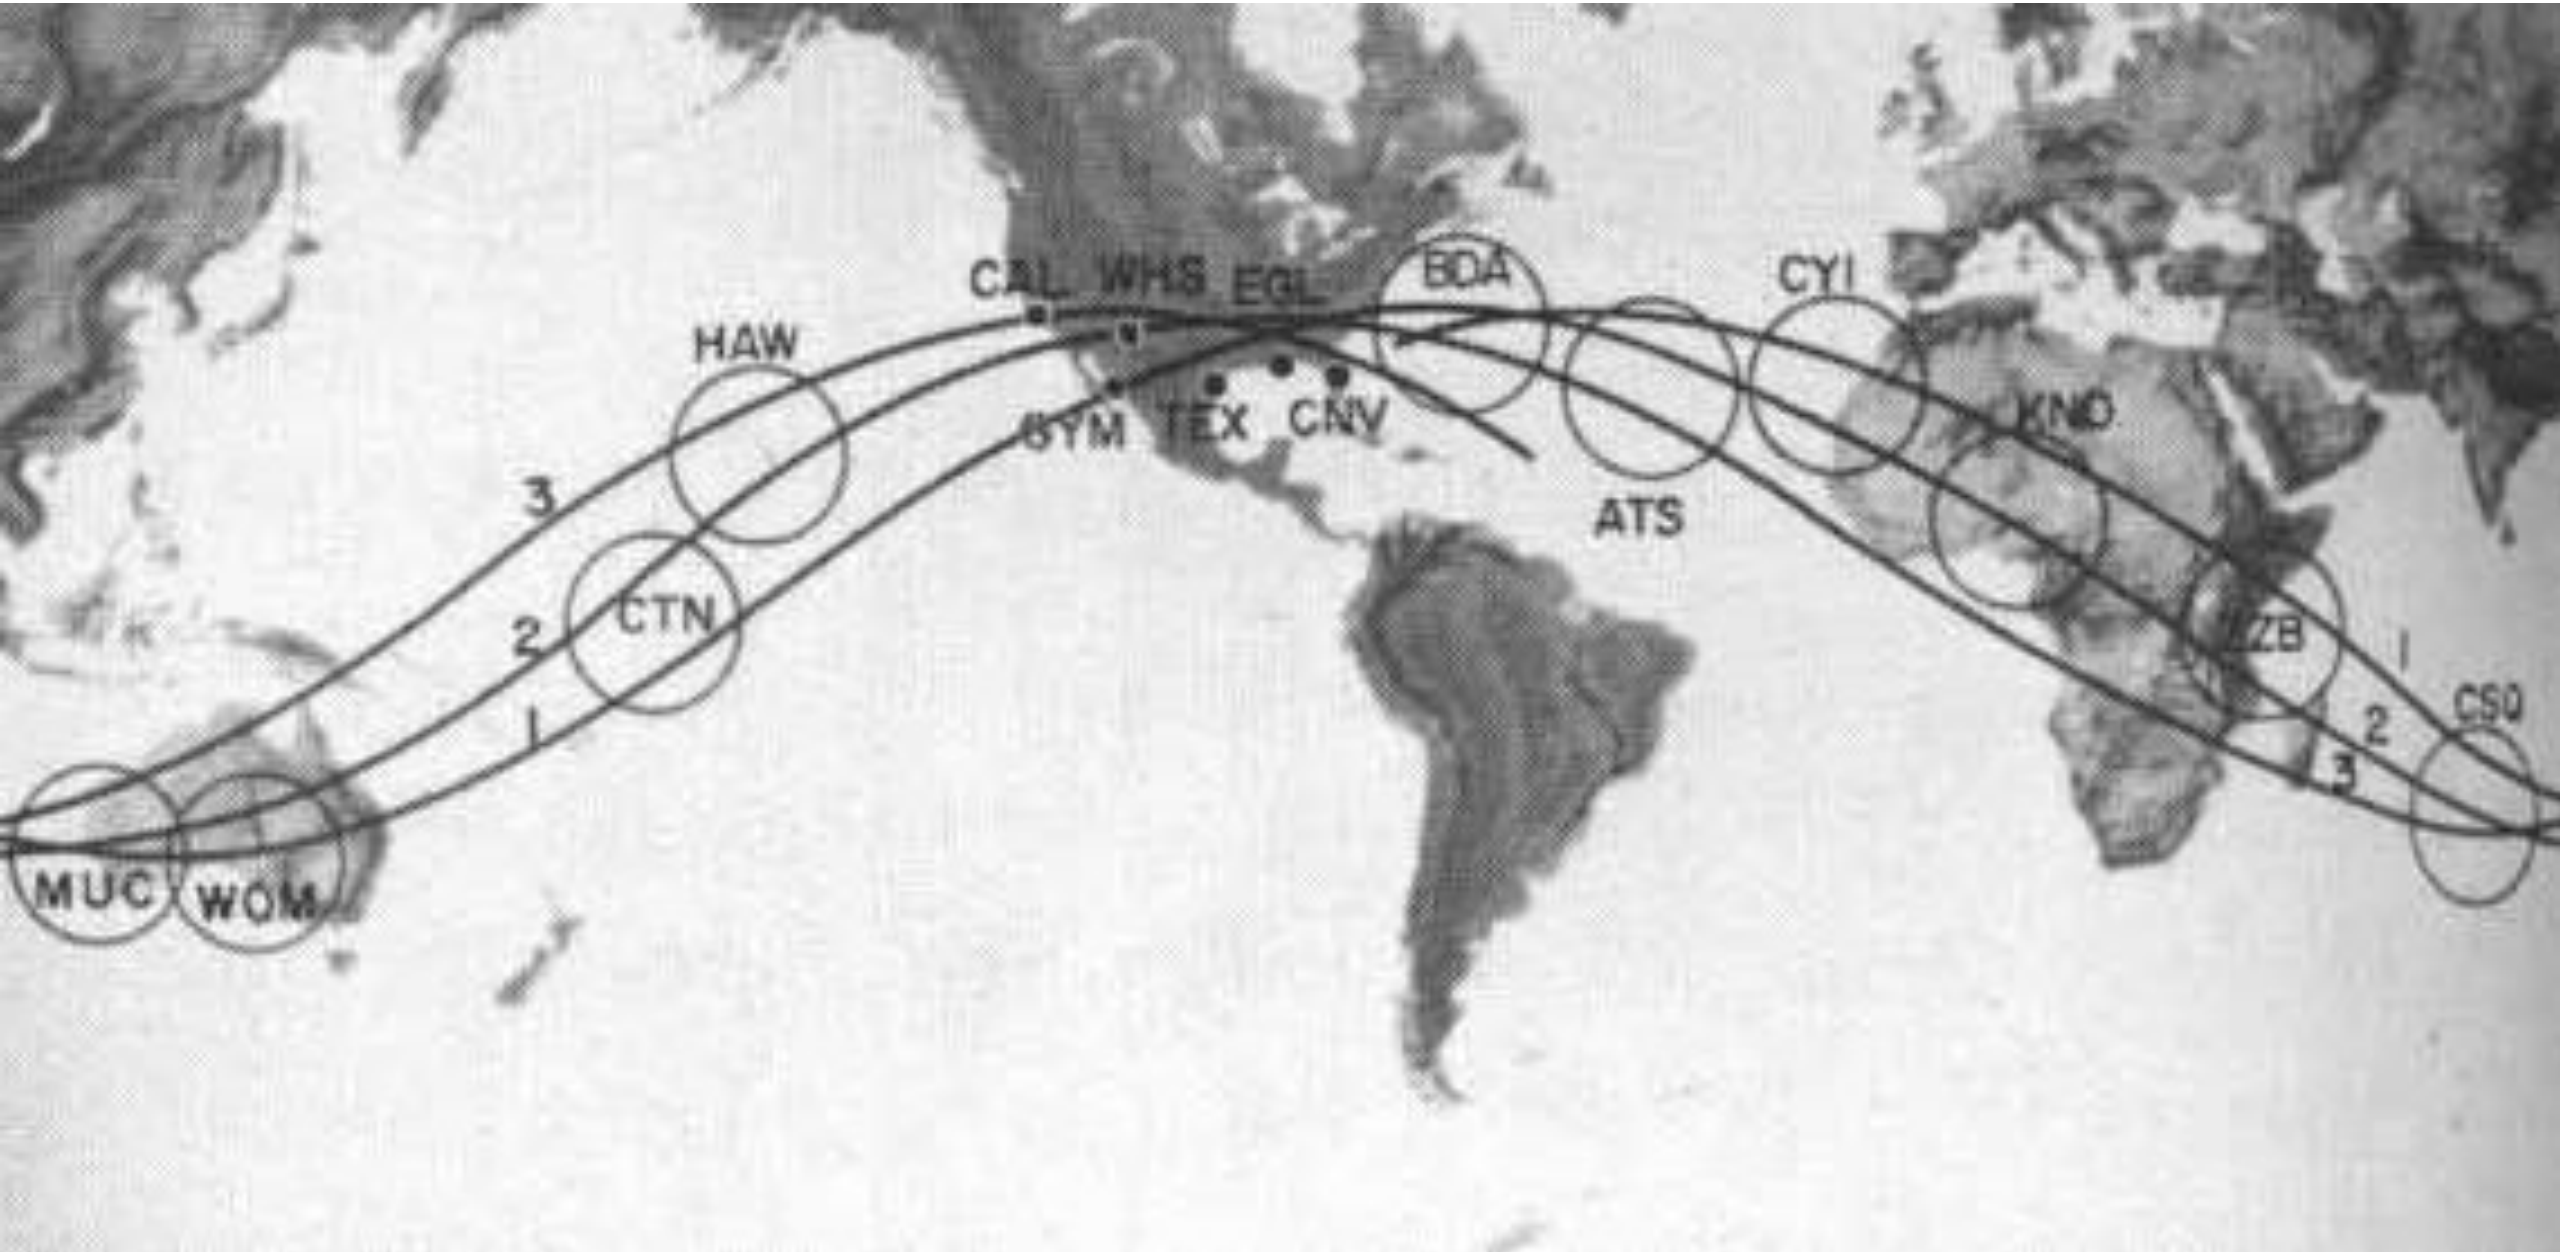 CAL WHS EGL BDA CYI
HAW
GYM TEX CNV
KNO
3
ATS
2
CTN
ZZB
1
1
CSQ
2
3
MUC WOM